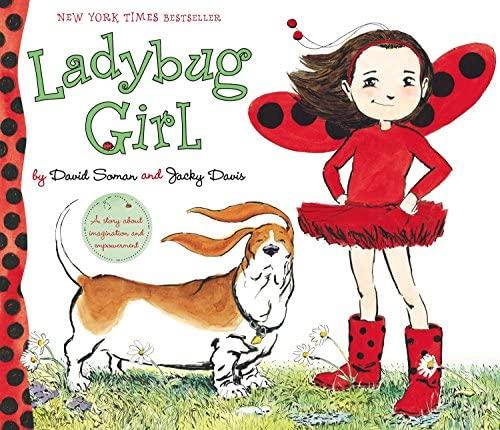 NEW YORK TIMES BESTSELLER
Ladybug
GIRL
by David Soman and Jacky Davis
A story about
imagination and
empowerment